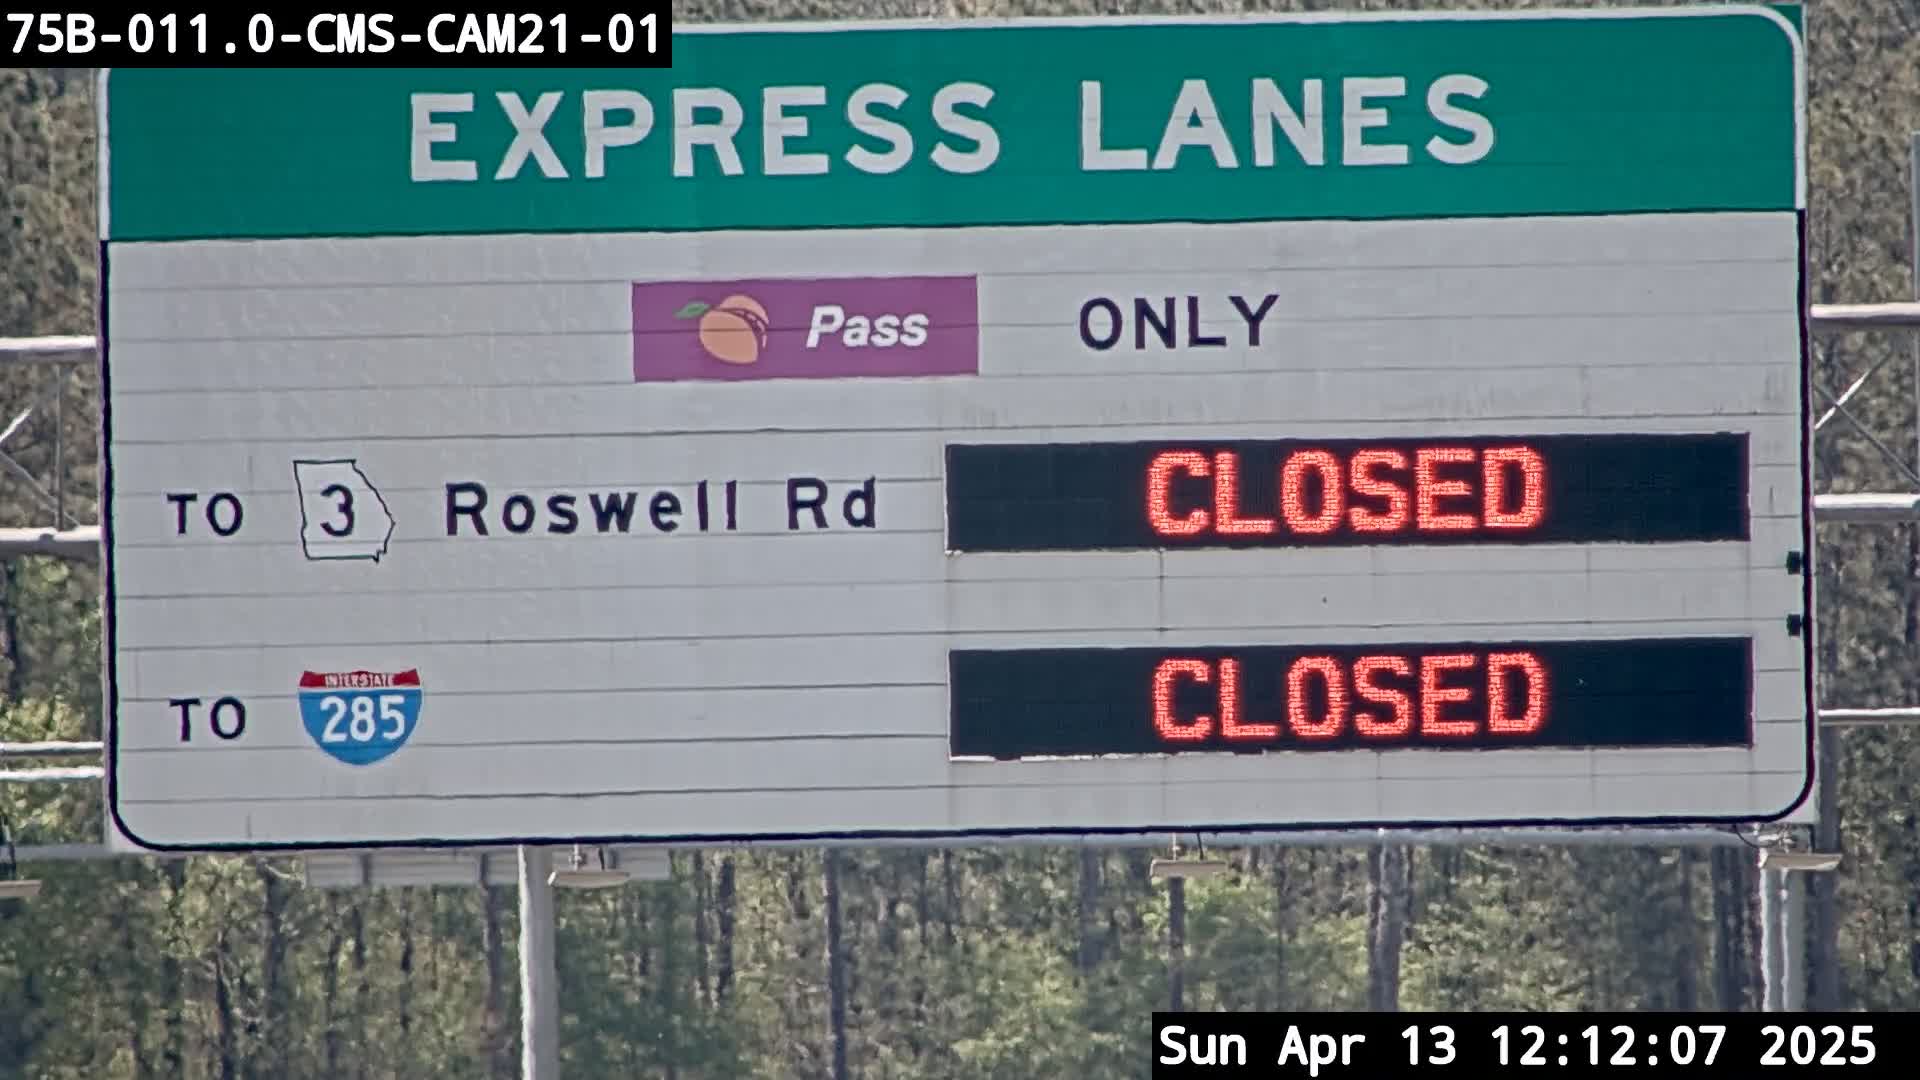 75B-011.0-CMS-CAM21-01
EXPRESS LANES
Pass ONLY
TO 3 Roswell Rd CLOSED
TO INTERSTATE 285 CLOSED
Sun Apr 13 12:12:07 2025